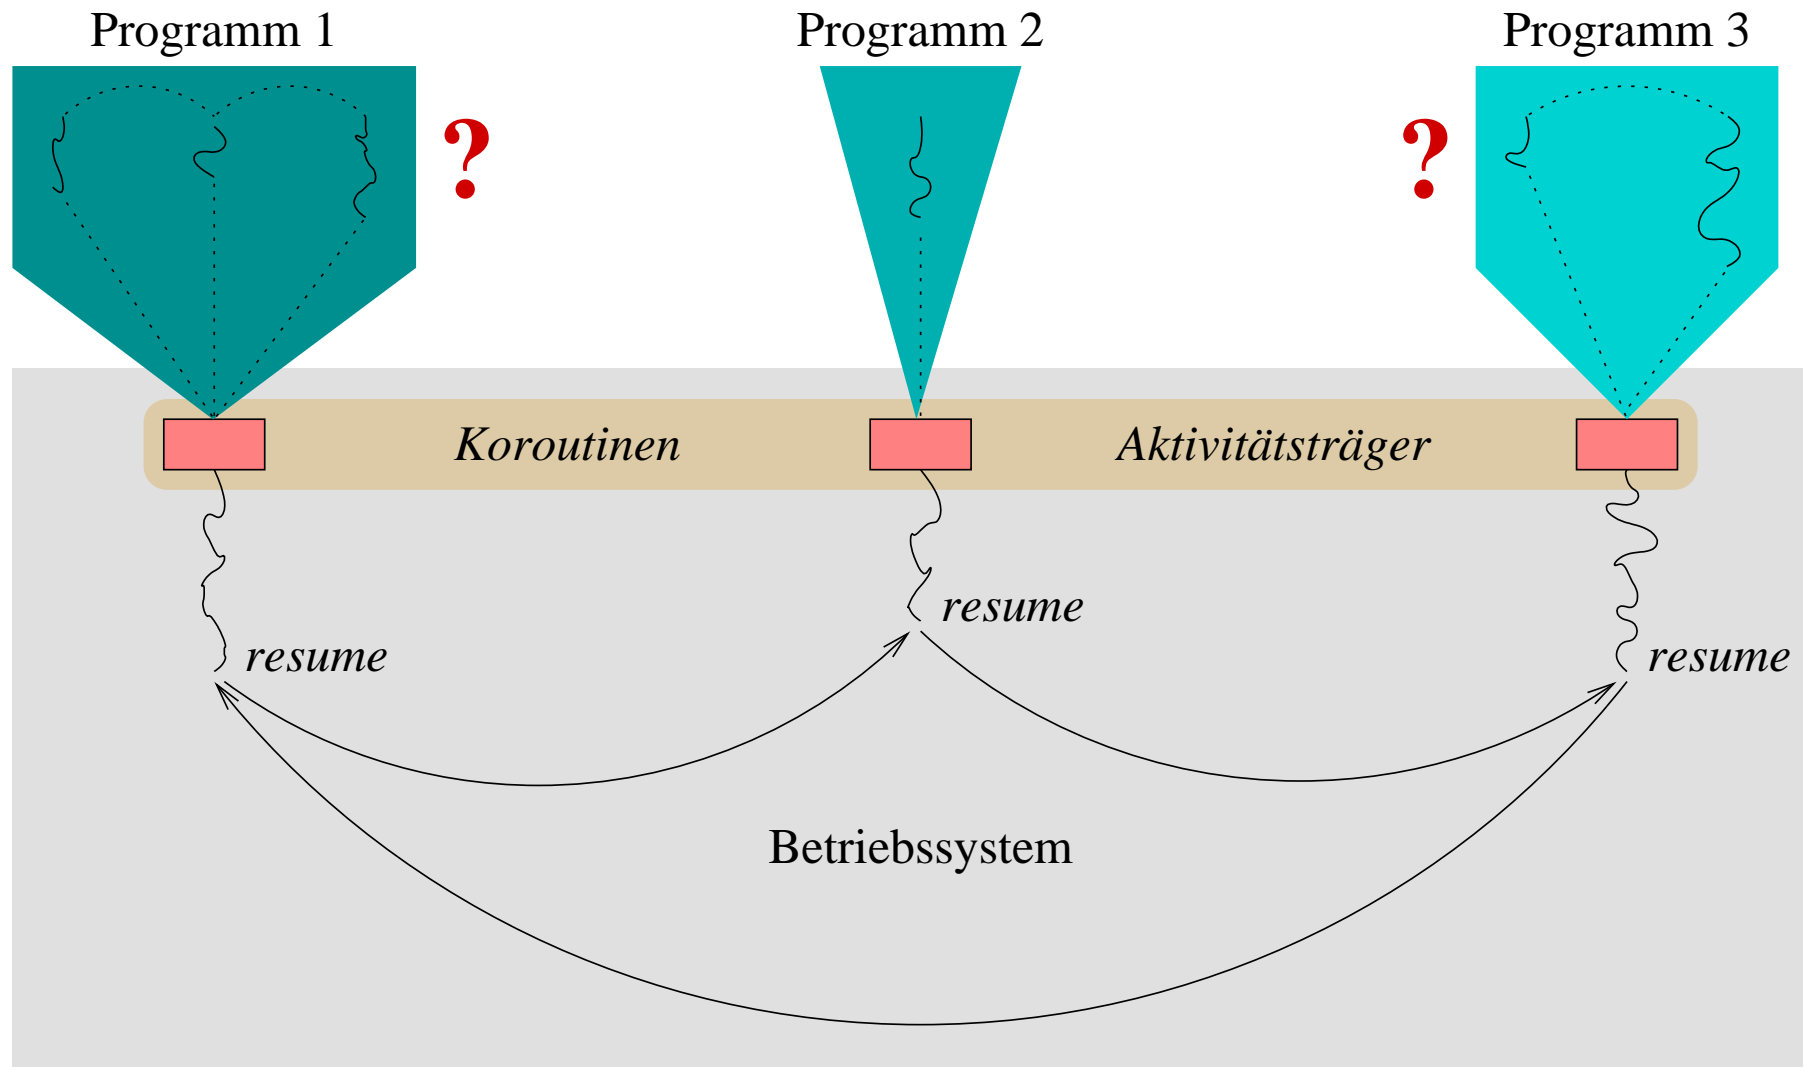 Programm 1
Programm 2
Programm 3
?
?
Koroutinen
Aktivitätsträger
resume
resume
resume
Betriebssystem